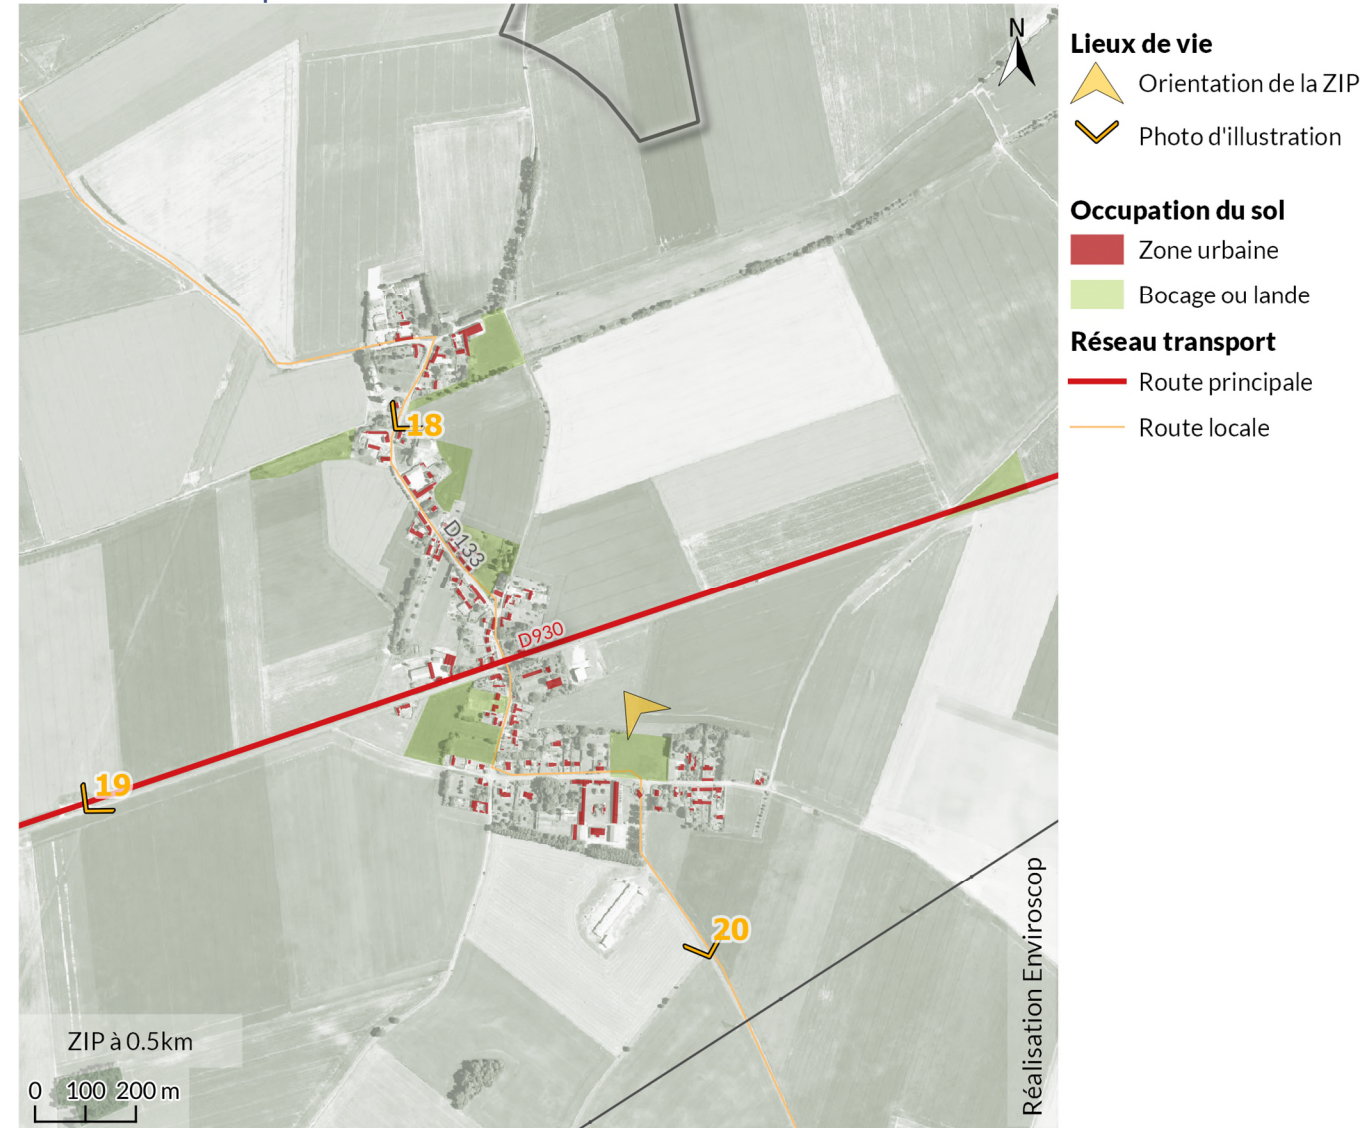 N
18
D133
D930
19
20
Réalisation Enviroscop
ZIP à 0.5km
0 100 200 m
Lieux de vie
Orientation de la ZIP
Photo d'illustration
Occupation du sol
Zone urbaine
Bocage ou lande
Réseau transport
Route principale
Route locale